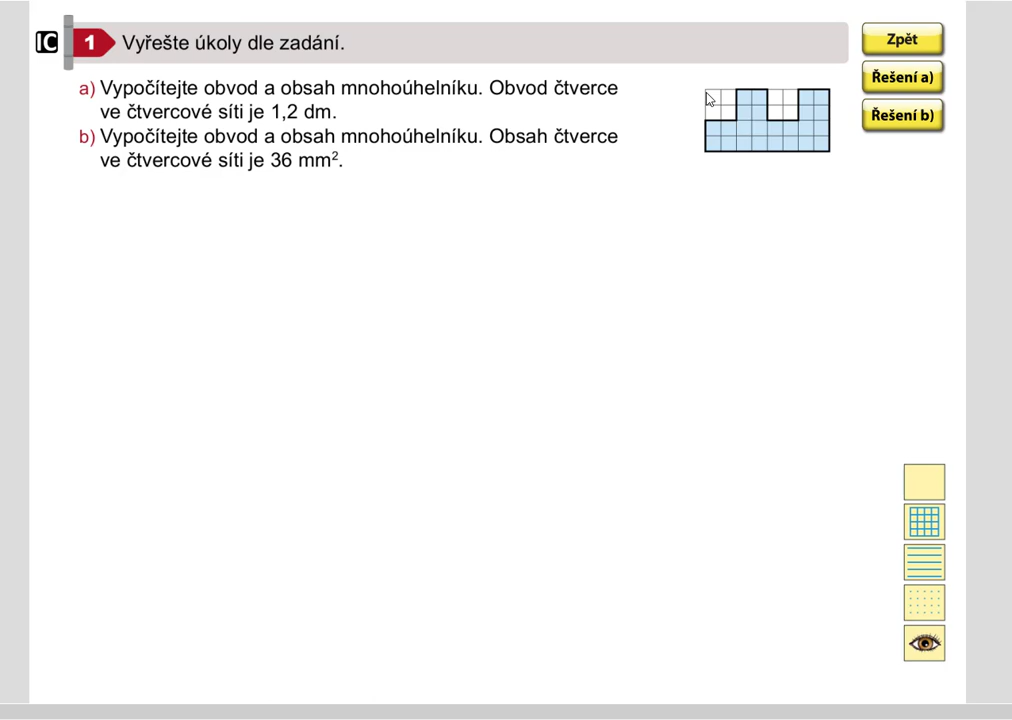 IC 1 Vyřešte úkoly dle zadání.
a) Vypočítejte obvod a obsah mnohoúhelníku. Obvod čtverce
ve čtvercové síti je 1,2 dm.
b) Vypočítejte obvod a obsah mnohoúhelníku. Obsah čtverce
ve čtvercové síti je 36 mm².
Zpět
Řešení a)
Řešení b)